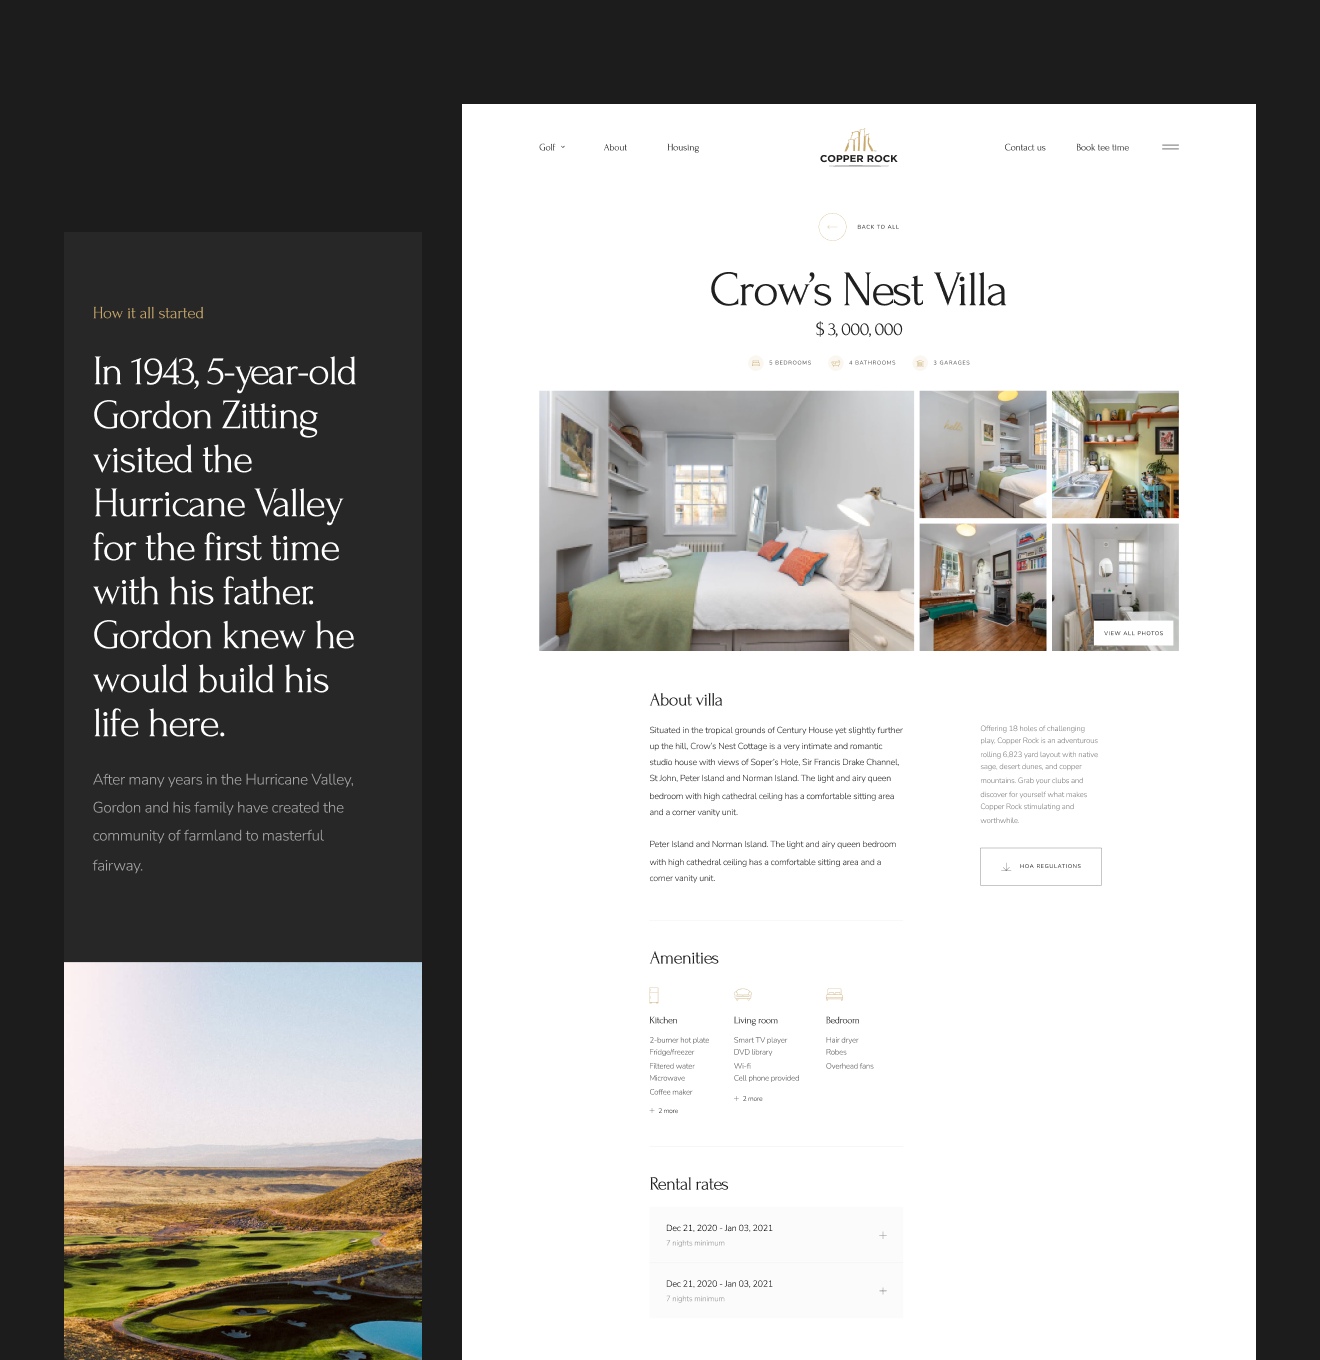 How it all started
In 1943, 5-year-old
Gordon Zitting
visited the
Hurricane Valley
for the first time
with his father.
Gordon knew he
would build his
life here.
After many years in the Hurricane Valley,
Gordon and his family have created the
community of farmland to masterful
fairway.
Golf
About
Housing
COPPER ROCK
Contact us
Book tee time
BACK TO ALL
Crow's Nest Villa
$ 3, 000, 000
5 BEDROOMS
4 BATHROOMS
3 GARAGES
VIEW ALL PHOTOS
About villa
Situated in the tropical grounds of Century House yet slightly further
up the hill, Crow's Nest Cottage is a very intimate and romantic
studio house with views of Soper's Hole, Sir Francis Drake Channel,
St John, Peter Island and Norman Island. The light and airy queen
bedroom with high cathedral ceiling has a comfortable sitting area
and a corner vanity unit.
Peter Island and Norman Island. The light and airy queen bedroom
with high cathedral ceiling has a comfortable sitting area and a
corner vanity unit.
Offering 18 holes of challenging
play, Copper Rock is an adventurous
rolling 6,823 yard layout with native
sage, desert dunes, and copper
mountains. Grab your clubs and
discover for yourself what makes
Copper Rock stimulating and
worthwhile.
HOA REGULATIONS
Amenities
Kitchen
2-burner hot plate
Fridge/freezer
Filtered water
Microwave
Coffee maker
+ 2 more
Living room
Smart TV player
DVD library
Wi-fi
Cell phone provided
+ 2 more
Bedroom
Hair dryer
Robes
Overhead fans
Rental rates
Dec 21, 2020 - Jan 03, 2021
7 nights minimum
Dec 21, 2020 - Jan 03, 2021
7 nights minimum